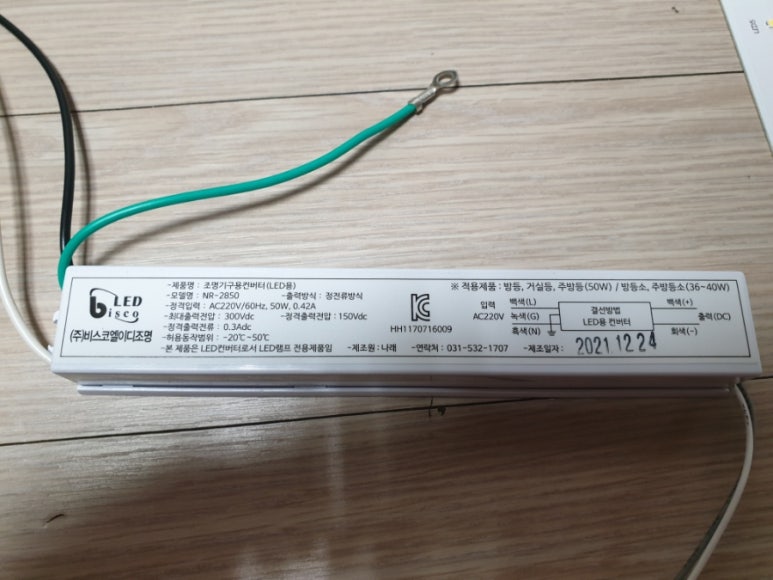 LED
bisco
(주)비스코엘이디조명
-제품명 : 조명기구용컨버터(LED용)
-모델명 : NR-2850 -출력방식 : 정전류방식
-정격입력 : AC220V/60Hz, 50W, 0.42A
-최대출력전압 : 300Vdc -정격출력전압 : 150Vdc
-정격출력전류 : 0.3Adc
-허용동작범위 : -20℃~50℃
-본 제품은 LED컨버터로서 LED램프 전용제품임 -제조원 : 나래 -연락처 : 031-532-1707 -제조일자 : 2021 12 24
HH1170716009
※ 적용제품 : 방등, 거실등, 주방등(50W) / 방등소, 주방등소(36~40W)
입력
AC220V
백색(L)
녹색(G)
흑색(N)
결선방법
LED용 컨버터
백색(+)
출력(DC)
회색(-)